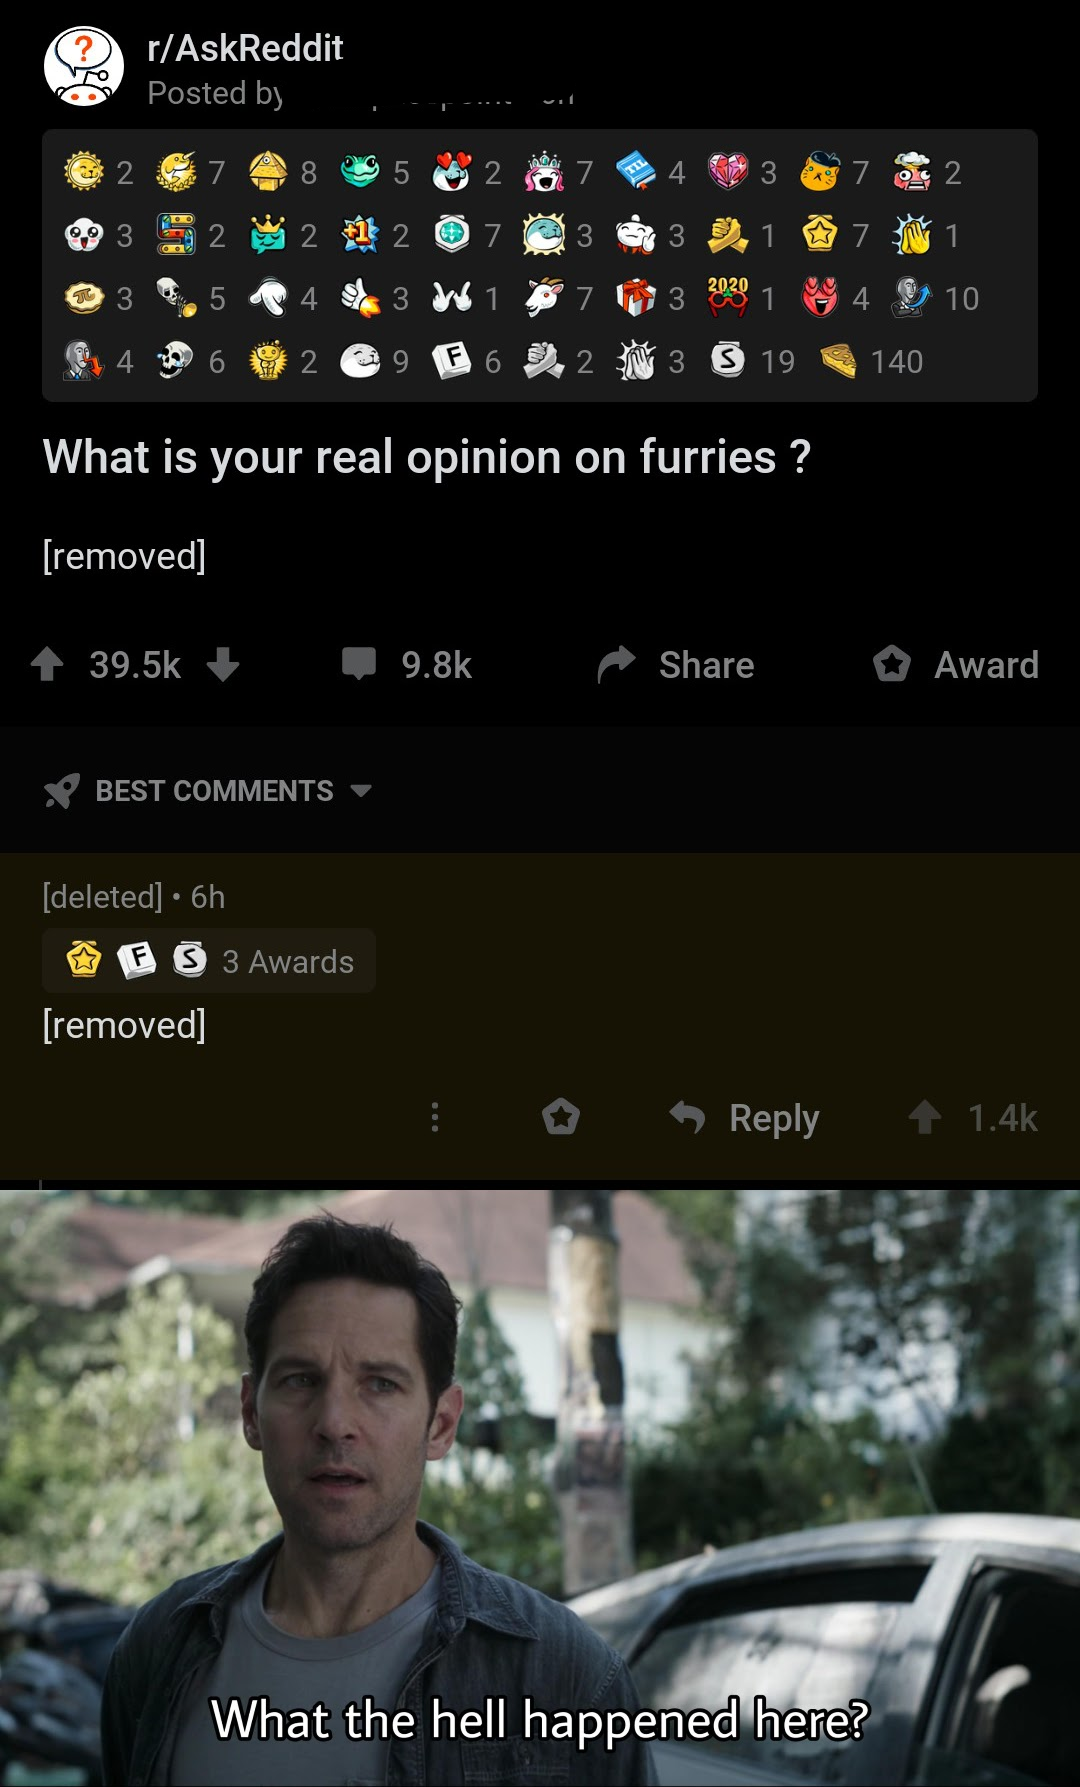 r/AskReddit
Posted by
2 7 8 5 2 7 TIL 4 3 7 2
3 2 2 +1 2 7 3 3 1 7 1
π 3 5 4 3 1 7 3 2020 1 4 10
4 6 2 9 F 6 2 3 S 19 140
What is your real opinion on furries ?
[removed]
39.5k 9.8k Share Award
BEST COMMENTS
[deleted] • 6h
F S 3 Awards
[removed]
Reply 1.4k
What the hell happened here?